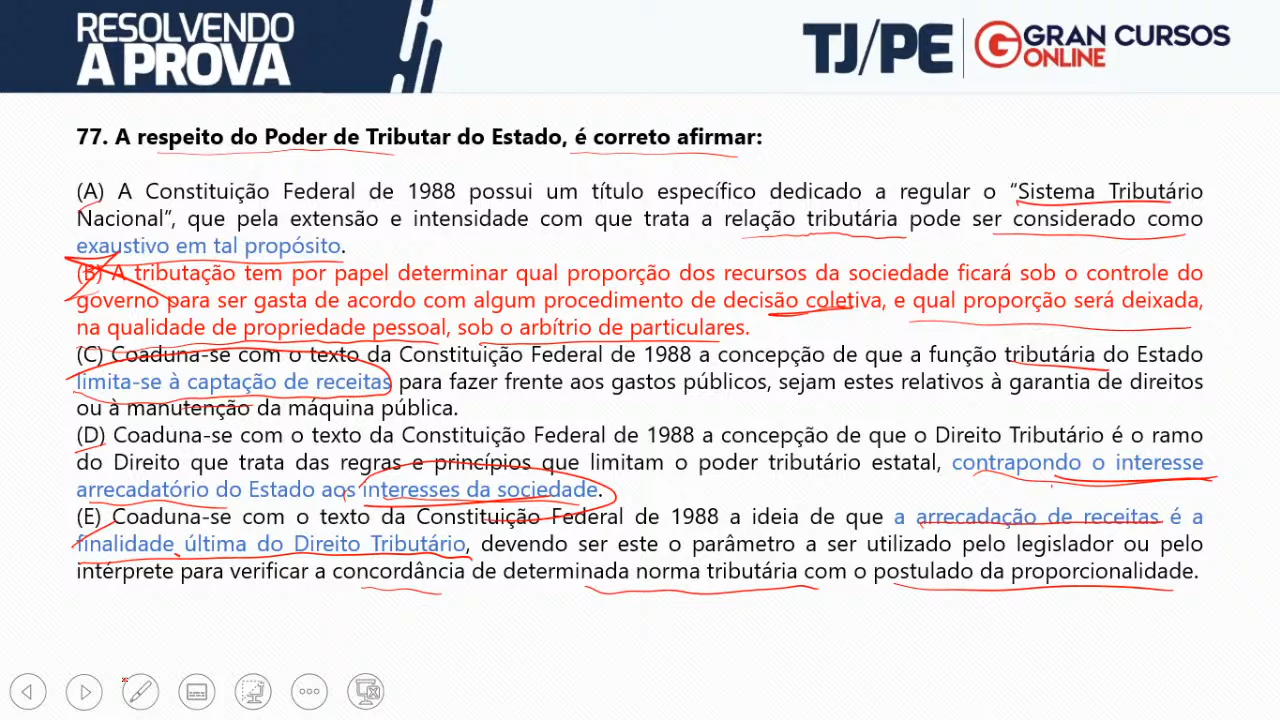 RESOLVENDO
A PROVA
TJ/PE
GRAN CURSOS
ONLINE
77. A respeito do Poder de Tributar do Estado, é correto afirmar:
(A) A Constituição Federal de 1988 possui um título específico dedicado a regular o “Sistema Tributário
Nacional”, que pela extensão e intensidade com que trata a relação tributária pode ser considerado como
exaustivo em tal propósito.
(B) A tributação tem por papel determinar qual proporção dos recursos da sociedade ficará sob o controle do
governo para ser gasta de acordo com algum procedimento de decisão coletiva, e qual proporção será deixada,
na qualidade de propriedade pessoal, sob o arbítrio de particulares.
(C) Coaduna-se com o texto da Constituição Federal de 1988 a concepção de que a função tributária do Estado
limita-se à captação de receitas para fazer frente aos gastos públicos, sejam estes relativos à garantia de direitos
ou à manutenção da máquina pública.
(D) Coaduna-se com o texto da Constituição Federal de 1988 a concepção de que o Direito Tributário é o ramo
do Direito que trata das regras e princípios que limitam o poder tributário estatal, contrapondo o interesse
arrecadatório do Estado aos interesses da sociedade.
(E) Coaduna-se com o texto da Constituição Federal de 1988 a ideia de que a arrecadação de receitas é a
finalidade última do Direito Tributário, devendo ser este o parâmetro a ser utilizado pelo legislador ou pelo
intérprete para verificar a concordância de determinada norma tributária com o postulado da proporcionalidade.